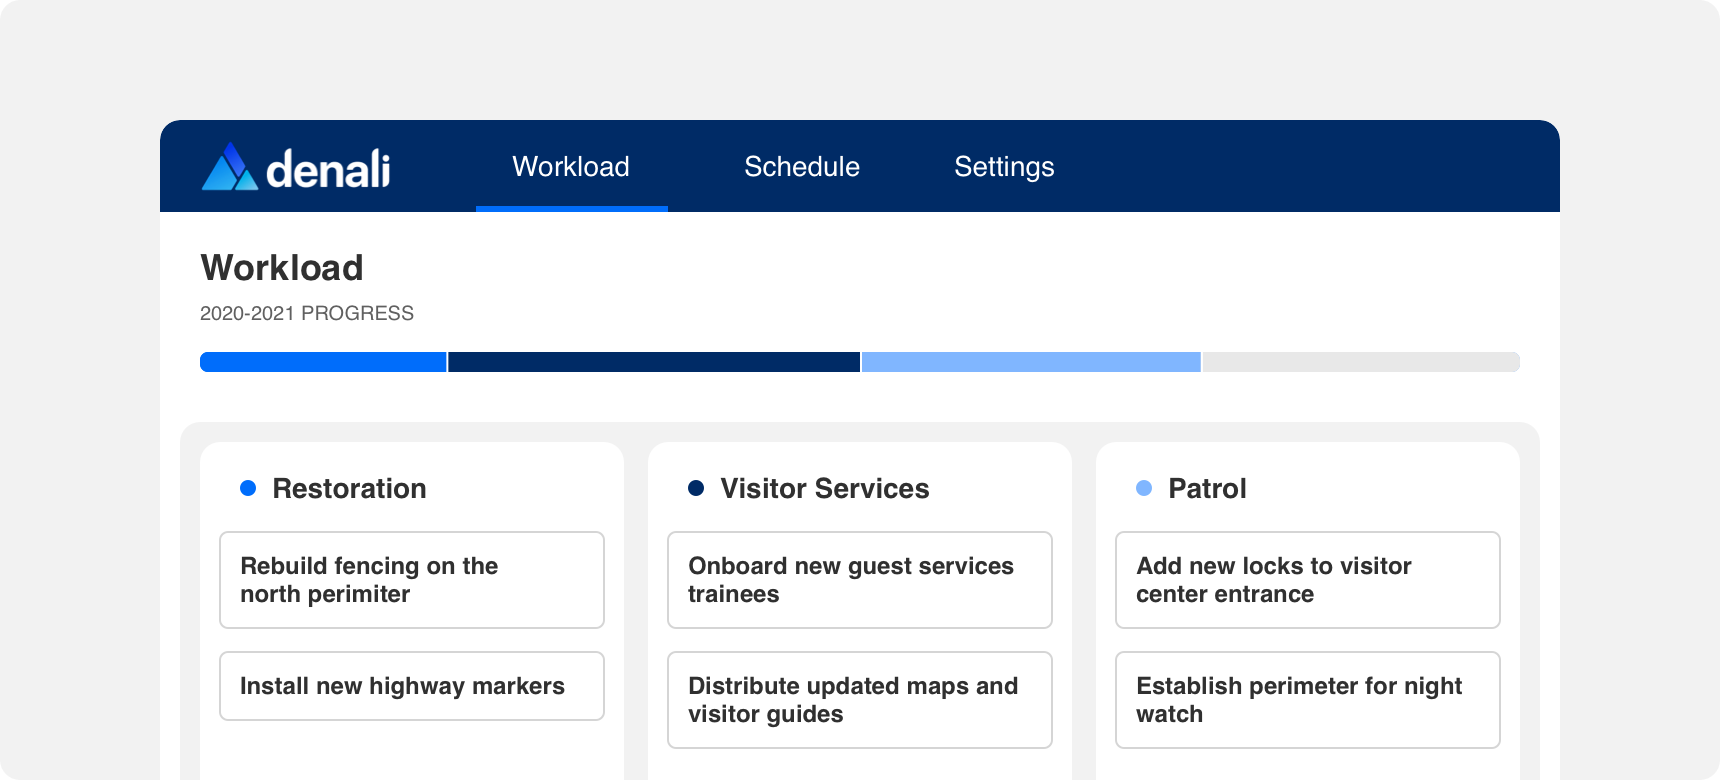 denali
Workload
Schedule
Settings
Workload
2020-2021 PROGRESS
Restoration
Rebuild fencing on the
north perimiter
Install new highway markers
Visitor Services
Onboard new guest services
trainees
Distribute updated maps and
visitor guides
Patrol
Add new locks to visitor
center entrance
Establish perimeter for night
watch